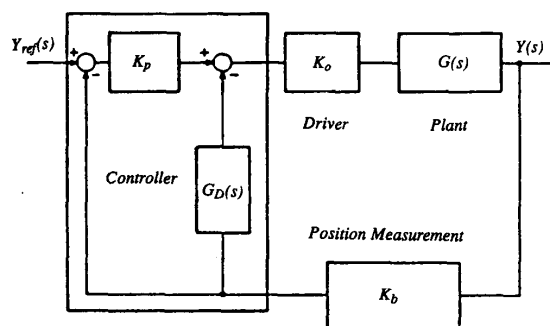 Y_ref(s)
+
-
K_p
+
-
K_o
G(s)
Y(s)
Driver
Plant
Controller
G_D(s)
Position Measurement
K_b